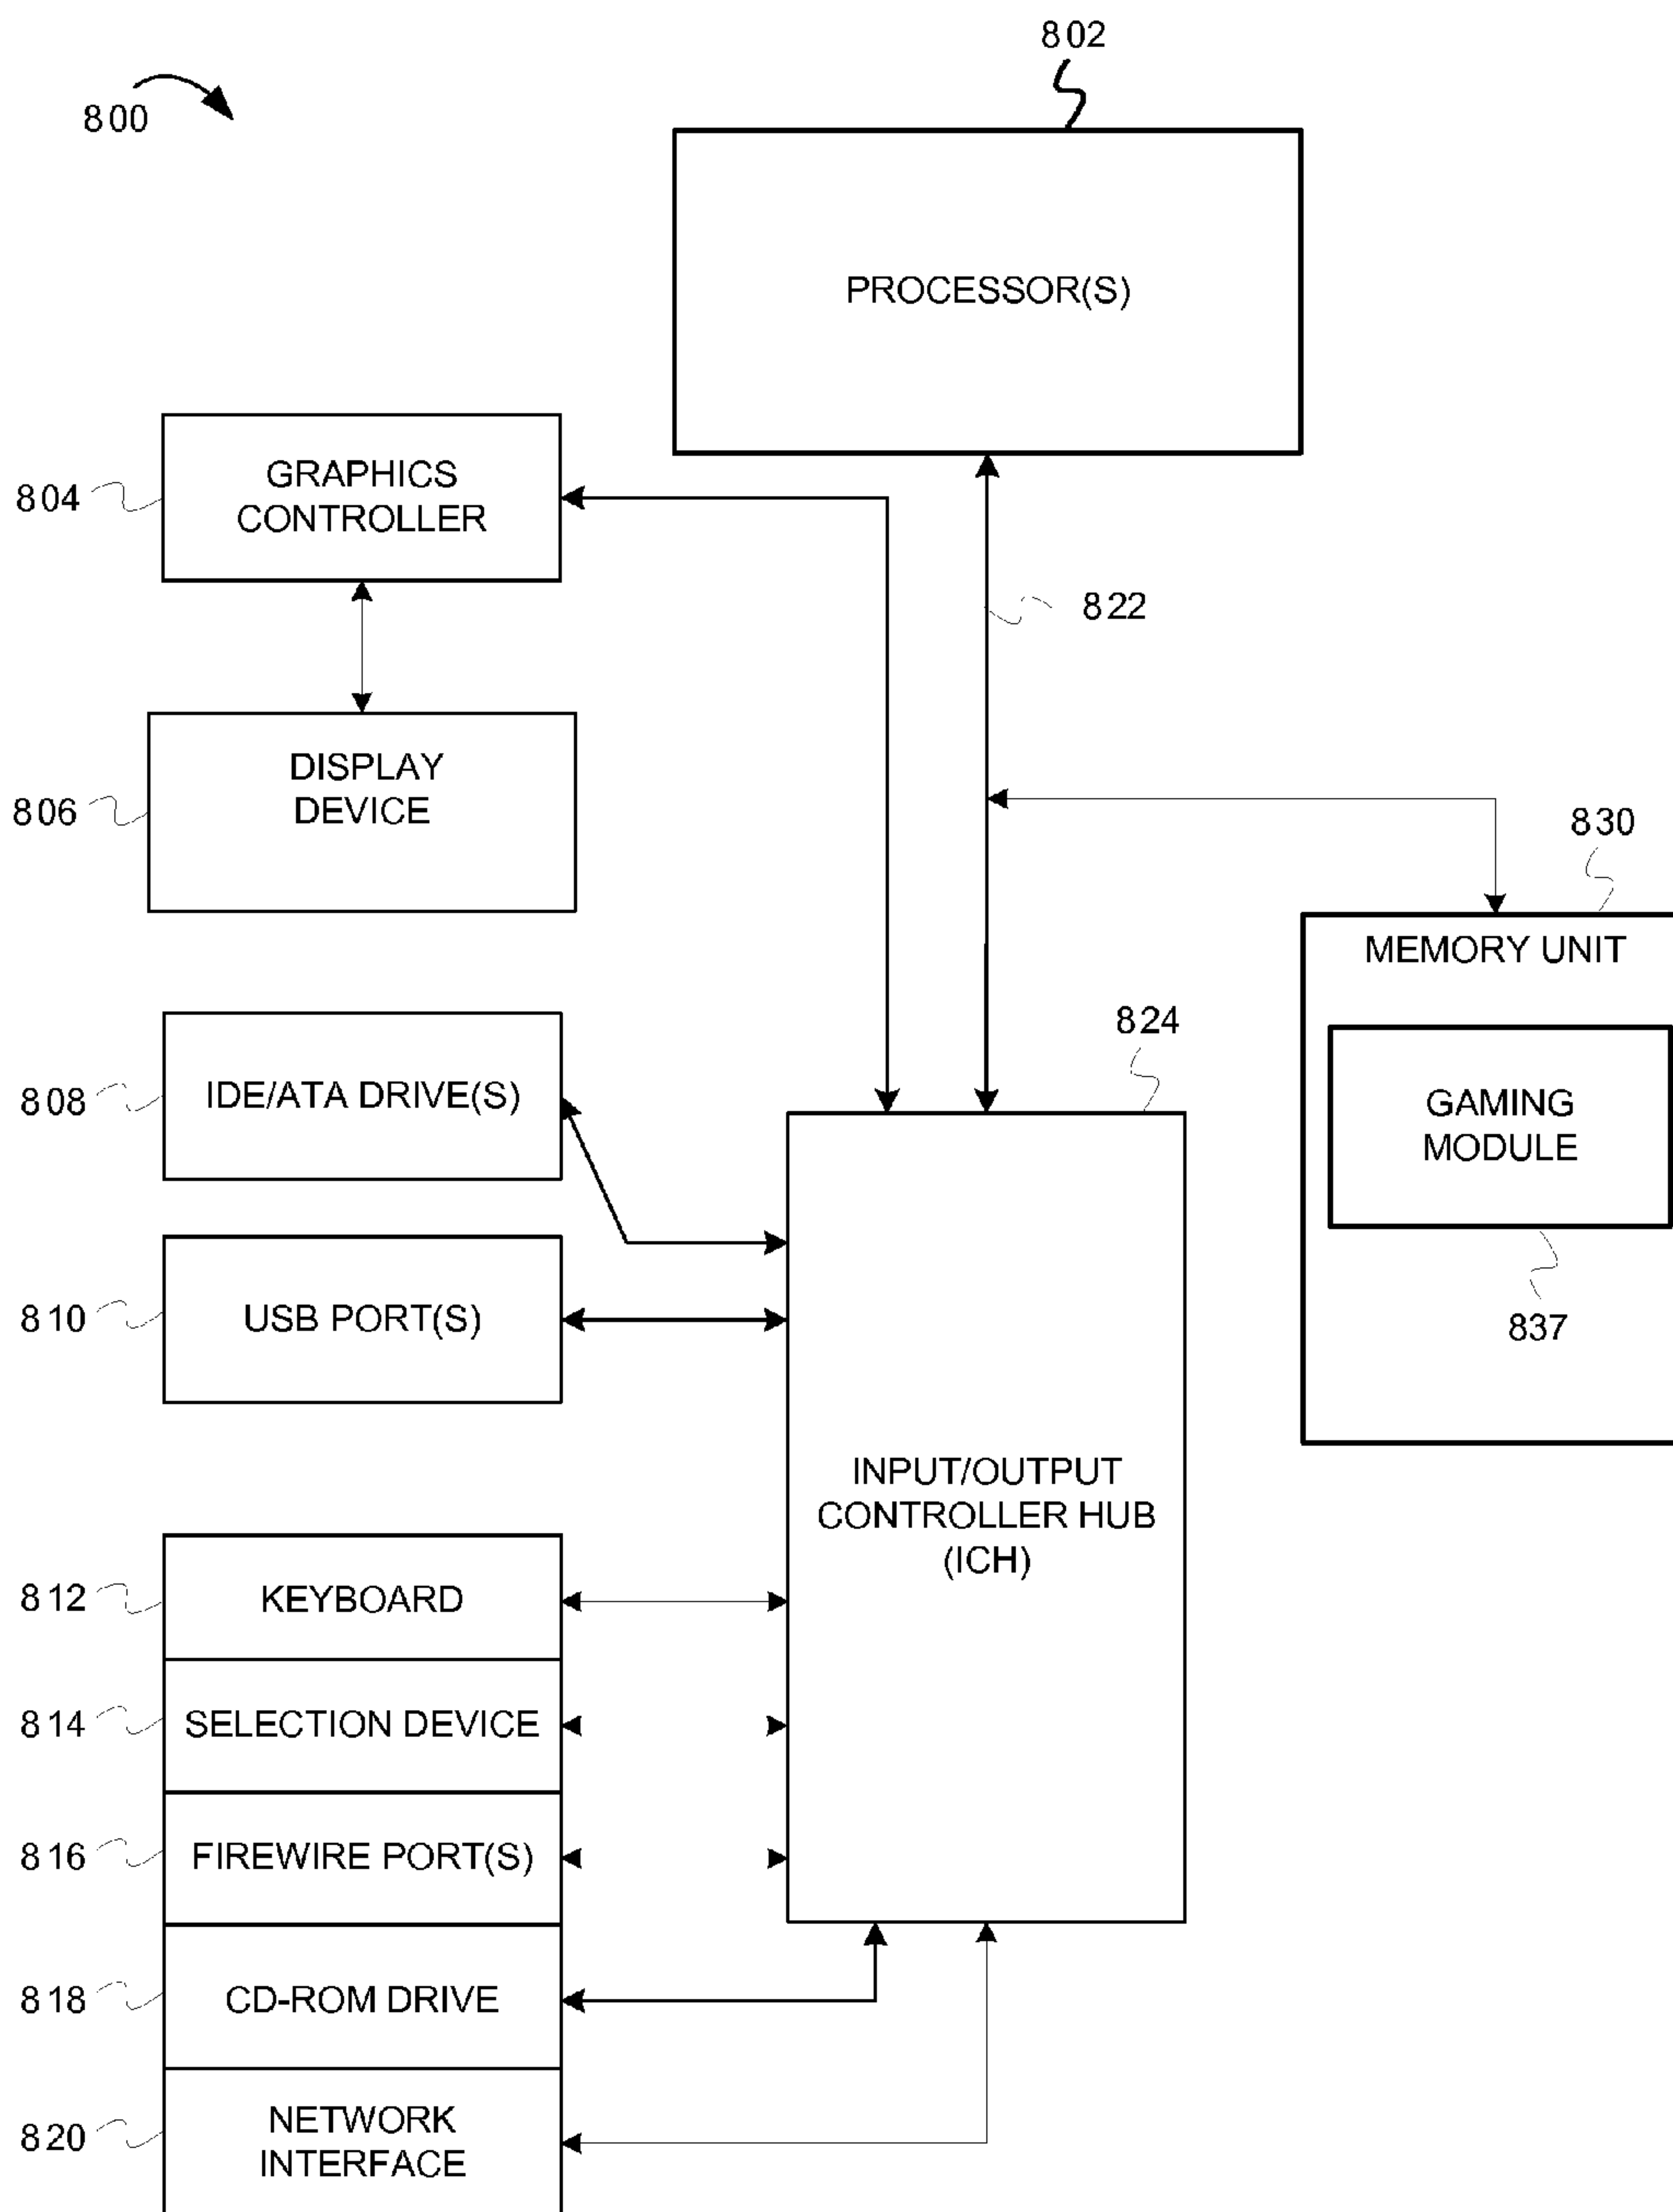 802
800
PROCESSOR(S)
804
GRAPHICS
CONTROLLER
822
806
DISPLAY
DEVICE
830
MEMORY UNIT
824
808
IDE/ATA DRIVE(S)
GAMING
MODULE
837
810
USB PORT(S)
INPUT/OUTPUT
CONTROLLER HUB
(ICH)
812
KEYBOARD
814
SELECTION DEVICE
816
FIREWIRE PORT(S)
818
CD-ROM DRIVE
820
NETWORK
INTERFACE